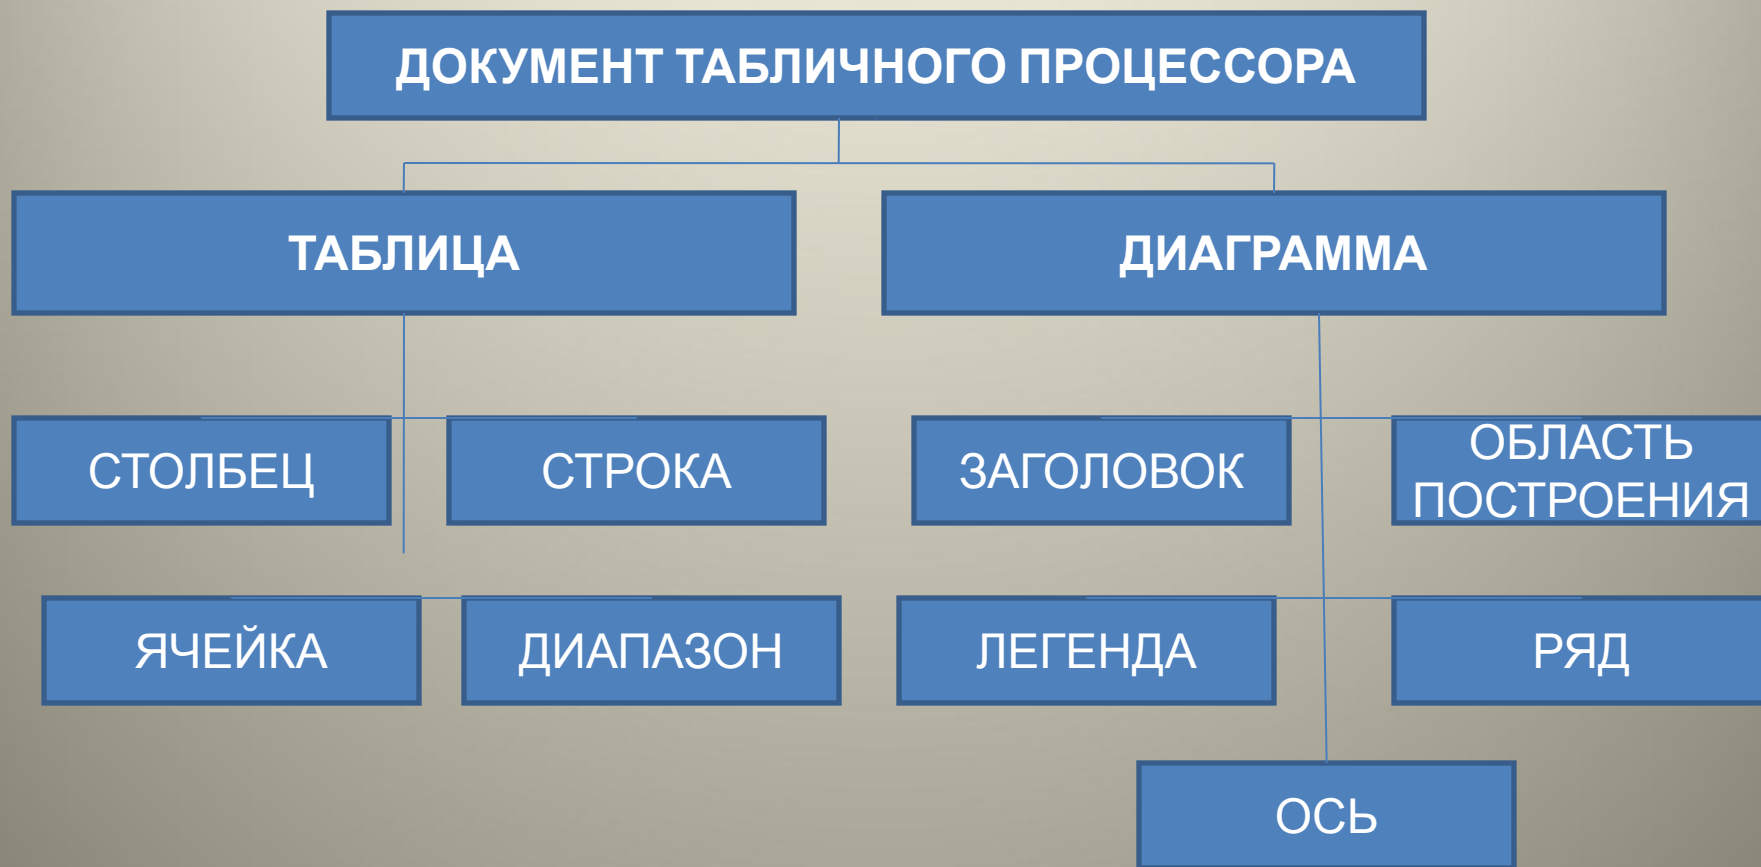 ДОКУМЕНТ ТАБЛИЧНОГО ПРОЦЕССОРА
ТАБЛИЦА
ДИАГРАММА
СТОЛБЕЦ
СТРОКА
ЗАГОЛОВОК
ОБЛАСТЬ
ПОСТРОЕНИЯ
ЯЧЕЙКА
ДИАПАЗОН
ЛЕГЕНДА
РЯД
ОСЬ